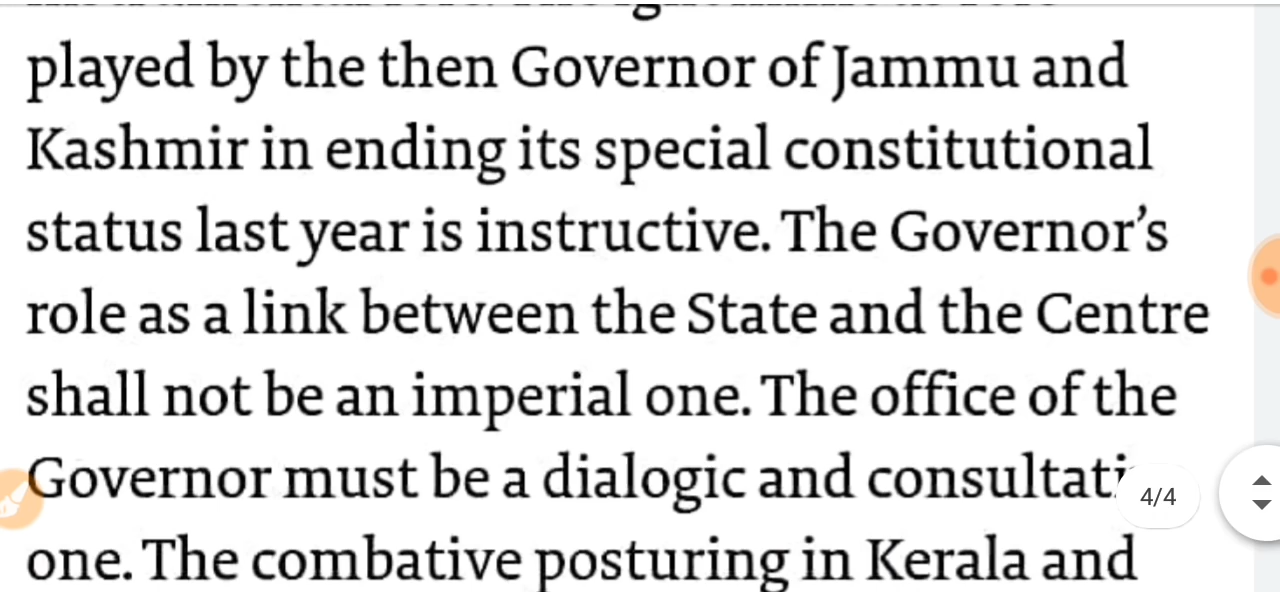 played by the then Governor of Jammu and
Kashmir in ending its special constitutional
status last year is instructive. The Governor's
role as a link between the State and the Centre
shall not be an imperial one. The office of the
Governor must be a dialogic and
4/4
one. The combative posturing in Kerala and